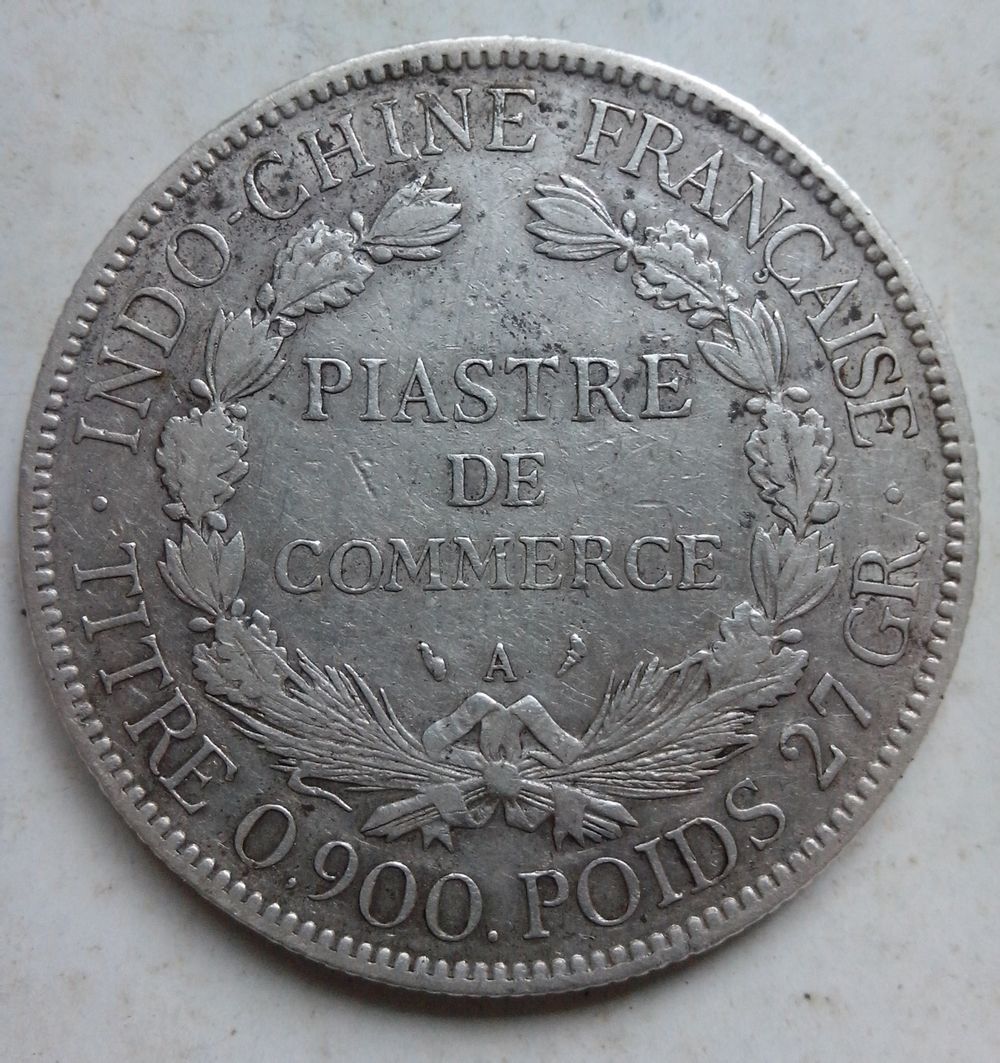 INDO-CHINE FRANÇAISE
PIASTRE
DE
COMMERCE
A
· TITRE 0,900. POIDS 27 GR. ·